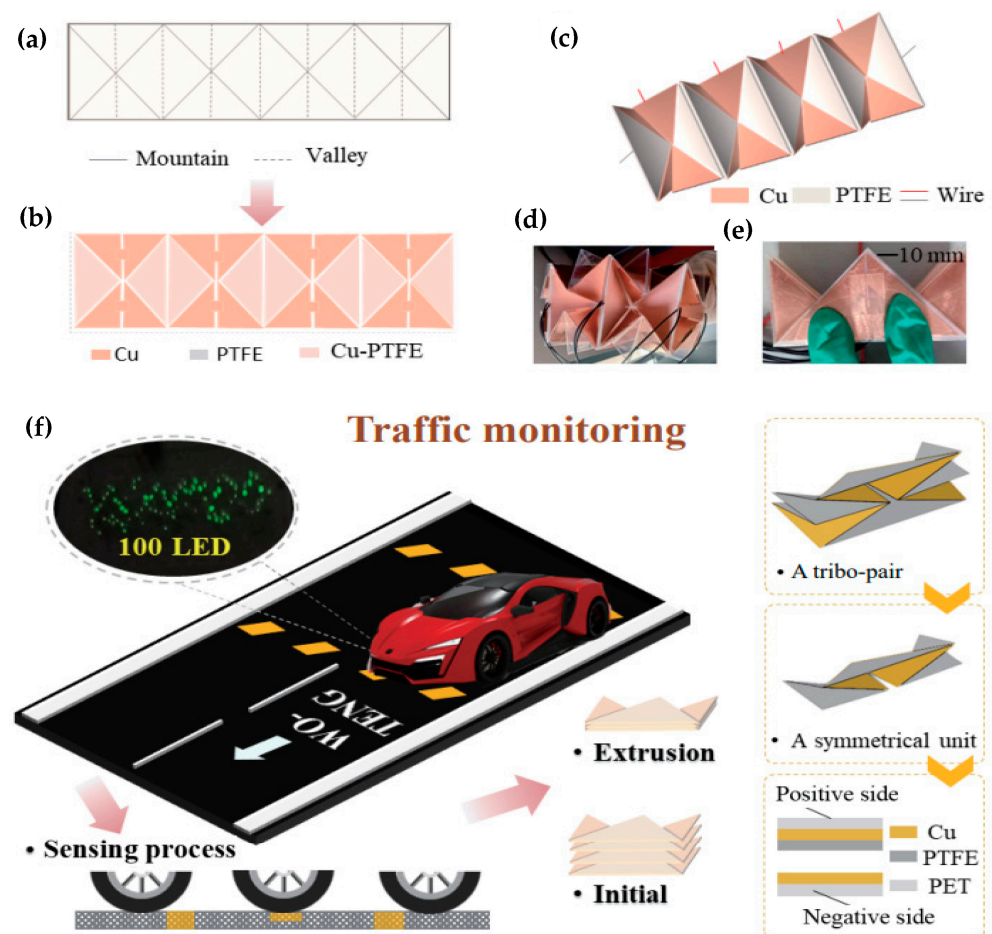 (a)
Mountain
Valley
(b)
Cu
PTFE
Cu-PTFE
(c)
Cu
PTFE
Wire
(d)
(e)
10 mm
(f)
Traffic monitoring
100 LED
WO-
TENG
• Sensing process
• Extrusion
• Initial
• A tribo-pair
• A symmetrical unit
Positive side
Cu
PTFE
PET
Negative side